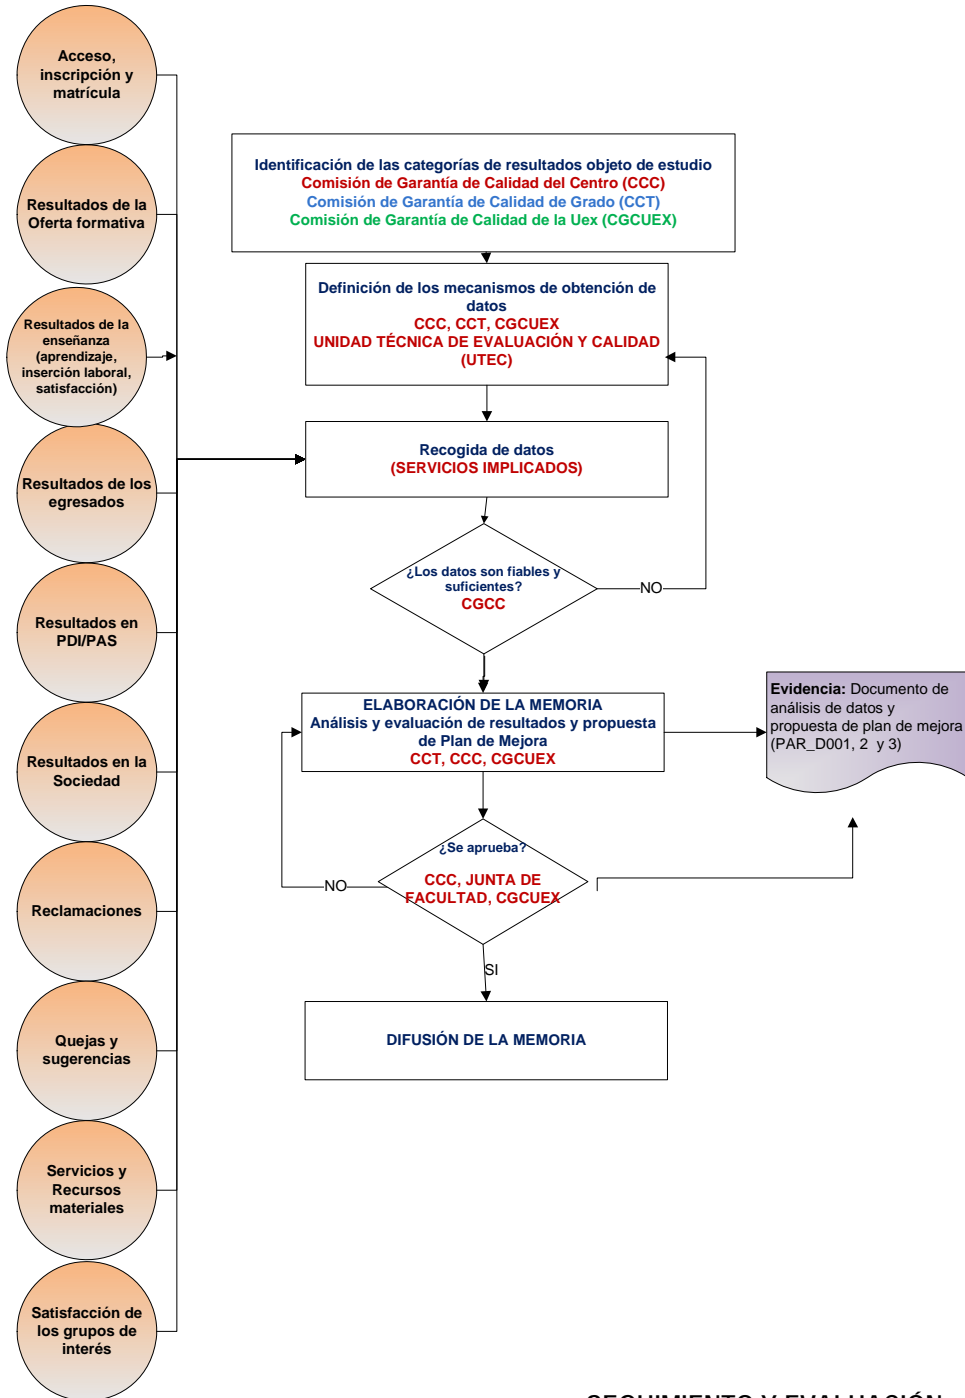 Acceso,
inscripción y
matrícula
Resultados de la
Oferta formativa
Resultados de la
enseñanza
(aprendizaje,
inserción laboral,
satisfacción)
Resultados de los
egresados
Resultados en
PDI/PAS
Resultados en la
Sociedad
Reclamaciones
Quejas y
sugerencias
Servicios y
Recursos
materiales
Satisfacción de
los grupos de
interés
Identificación de las categorías de resultados objeto de estudio
Comisión de Garantía de Calidad del Centro (CCC)
Comisión de Garantía de Calidad de Grado (CCT)
Comisión de Garantía de Calidad de la Uex (CGCUEX)
Definición de los mecanismos de obtención de
datos
CCC, CCT, CGCUEX
UNIDAD TÉCNICA DE EVALUACIÓN Y CALIDAD
(UTEC)
Recogida de datos
(SERVICIOS IMPLICADOS)
¿Los datos son fiables y
suficientes?
CGCC
NO
ELABORACIÓN DE LA MEMORIA
Análisis y evaluación de resultados y propuesta
de Plan de Mejora
CCT, CCC, CGCUEX
Evidencia: Documento de
análisis de datos y
propuesta de plan de mejora
(PAR_D001, 2 y 3)
¿Se aprueba?
CCC, JUNTA DE
FACULTAD, CGCUEX
NO
SI
DIFUSIÓN DE LA MEMORIA
SEGUIMIENTO Y EVALUACIÓN